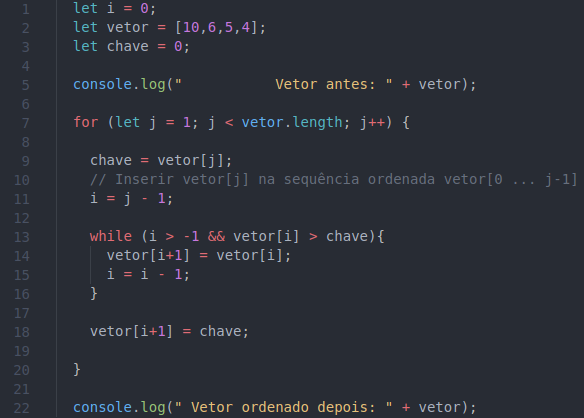 1 let i = 0;
2 let vetor = [10,6,5,4];
3 let chave = 0;
4
5 console.log("           Vetor antes: " + vetor);
6
7 for (let j = 1; j < vetor.length; j++) {
8
9   chave = vetor[j];
10   // Inserir vetor[j] na sequência ordenada vetor[0 ... j-1]
11   i = j - 1;
12
13   while (i > -1 && vetor[i] > chave){
14     vetor[i+1] = vetor[i];
15     i = i - 1;
16   }
17
18   vetor[i+1] = chave;
19
20 }
21
22 console.log(" Vetor ordenado depois: " + vetor);